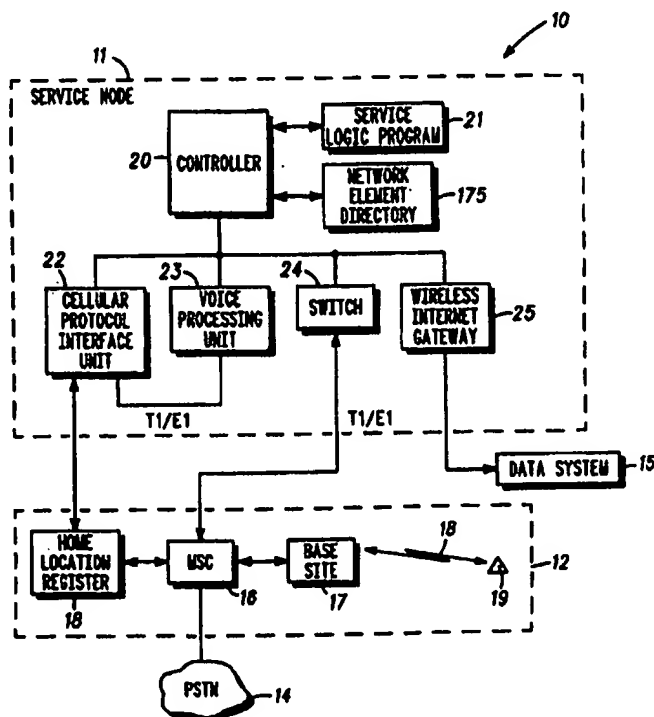 10
11
SERVICE NODE
20
CONTROLLER
SERVICE
LOGIC PROGRAM
21
NETWORK
ELEMENT
DIRECTORY
175
22
CELLULAR
PROTOCOL
INTERFACE
UNIT
23
VOICE
PROCESSING
UNIT
24
SWITCH
WIRELESS
INTERNET
GATEWAY
25
T1/E1
T1/E1
DATA SYSTEM
15
HOME
LOCATION
REGISTER
18
MSC
16
BASE
SITE
17
18
19
12
PSTN
14